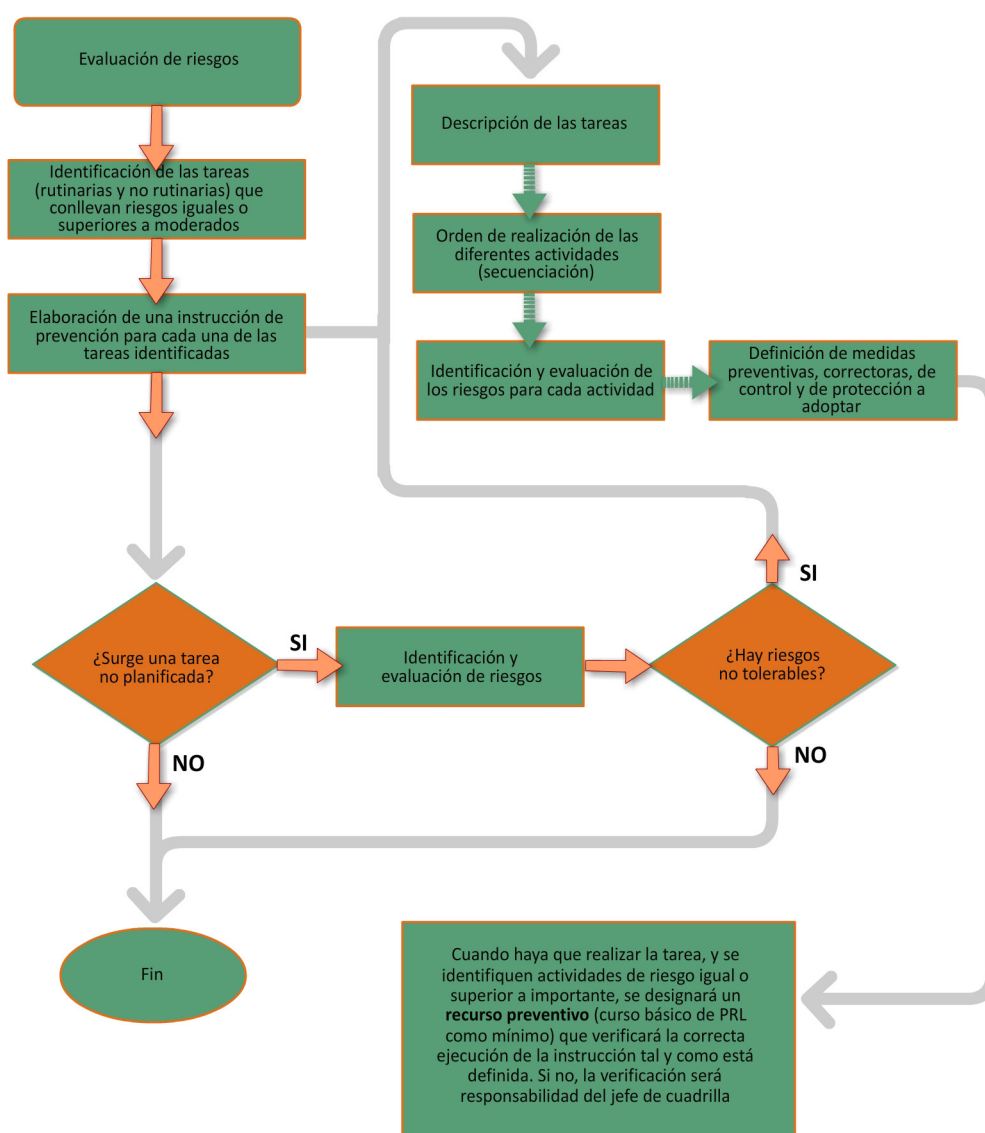 Evaluación de riesgos
Identificación de las tareas
(rutinarias y no rutinarias) que
conllevan riesgos iguales o
superiores a moderados
Elaboración de una instrucción de
prevención para cada una de las
tareas identificadas
Descripción de las tareas
Orden de realización de las
diferentes actividades
(secuenciación)
Identificación y evaluación de
los riesgos para cada actividad
Definición de medidas
preventivas, correctoras, de
control y de protección a
adoptar
¿Surge una tarea
no planificada?
SI
Identificación y
evaluación de riesgos
¿Hay riesgos
no tolerables?
SI
NO
NO
Fin
Cuando haya que realizar la tarea, y se
identifiquen actividades de riesgo igual o
superior a importante, se designará un
recurso preventivo (curso básico de PRL
como mínimo) que verificará la correcta
ejecución de la instrucción tal y como está
definida. Si no, la verificación será
responsabilidad del jefe de cuadrilla